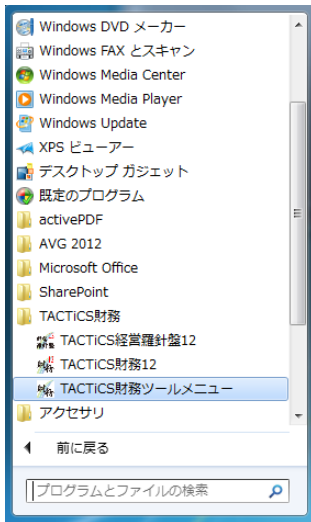 Windows DVD メーカー
Windows FAX とスキャン
Windows Media Center
Windows Media Player
Windows Update
XPS ビューアー
デスクトップ ガジェット
既定のプログラム
activePDF
AVG 2012
Microsoft Office
SharePoint
TACTiCS財務
TACTiCS経営羅針盤12
TACTiCS財務12
TACTiCS財務ツールメニュー
アクセサリ
前に戻る
プログラムとファイルの検索